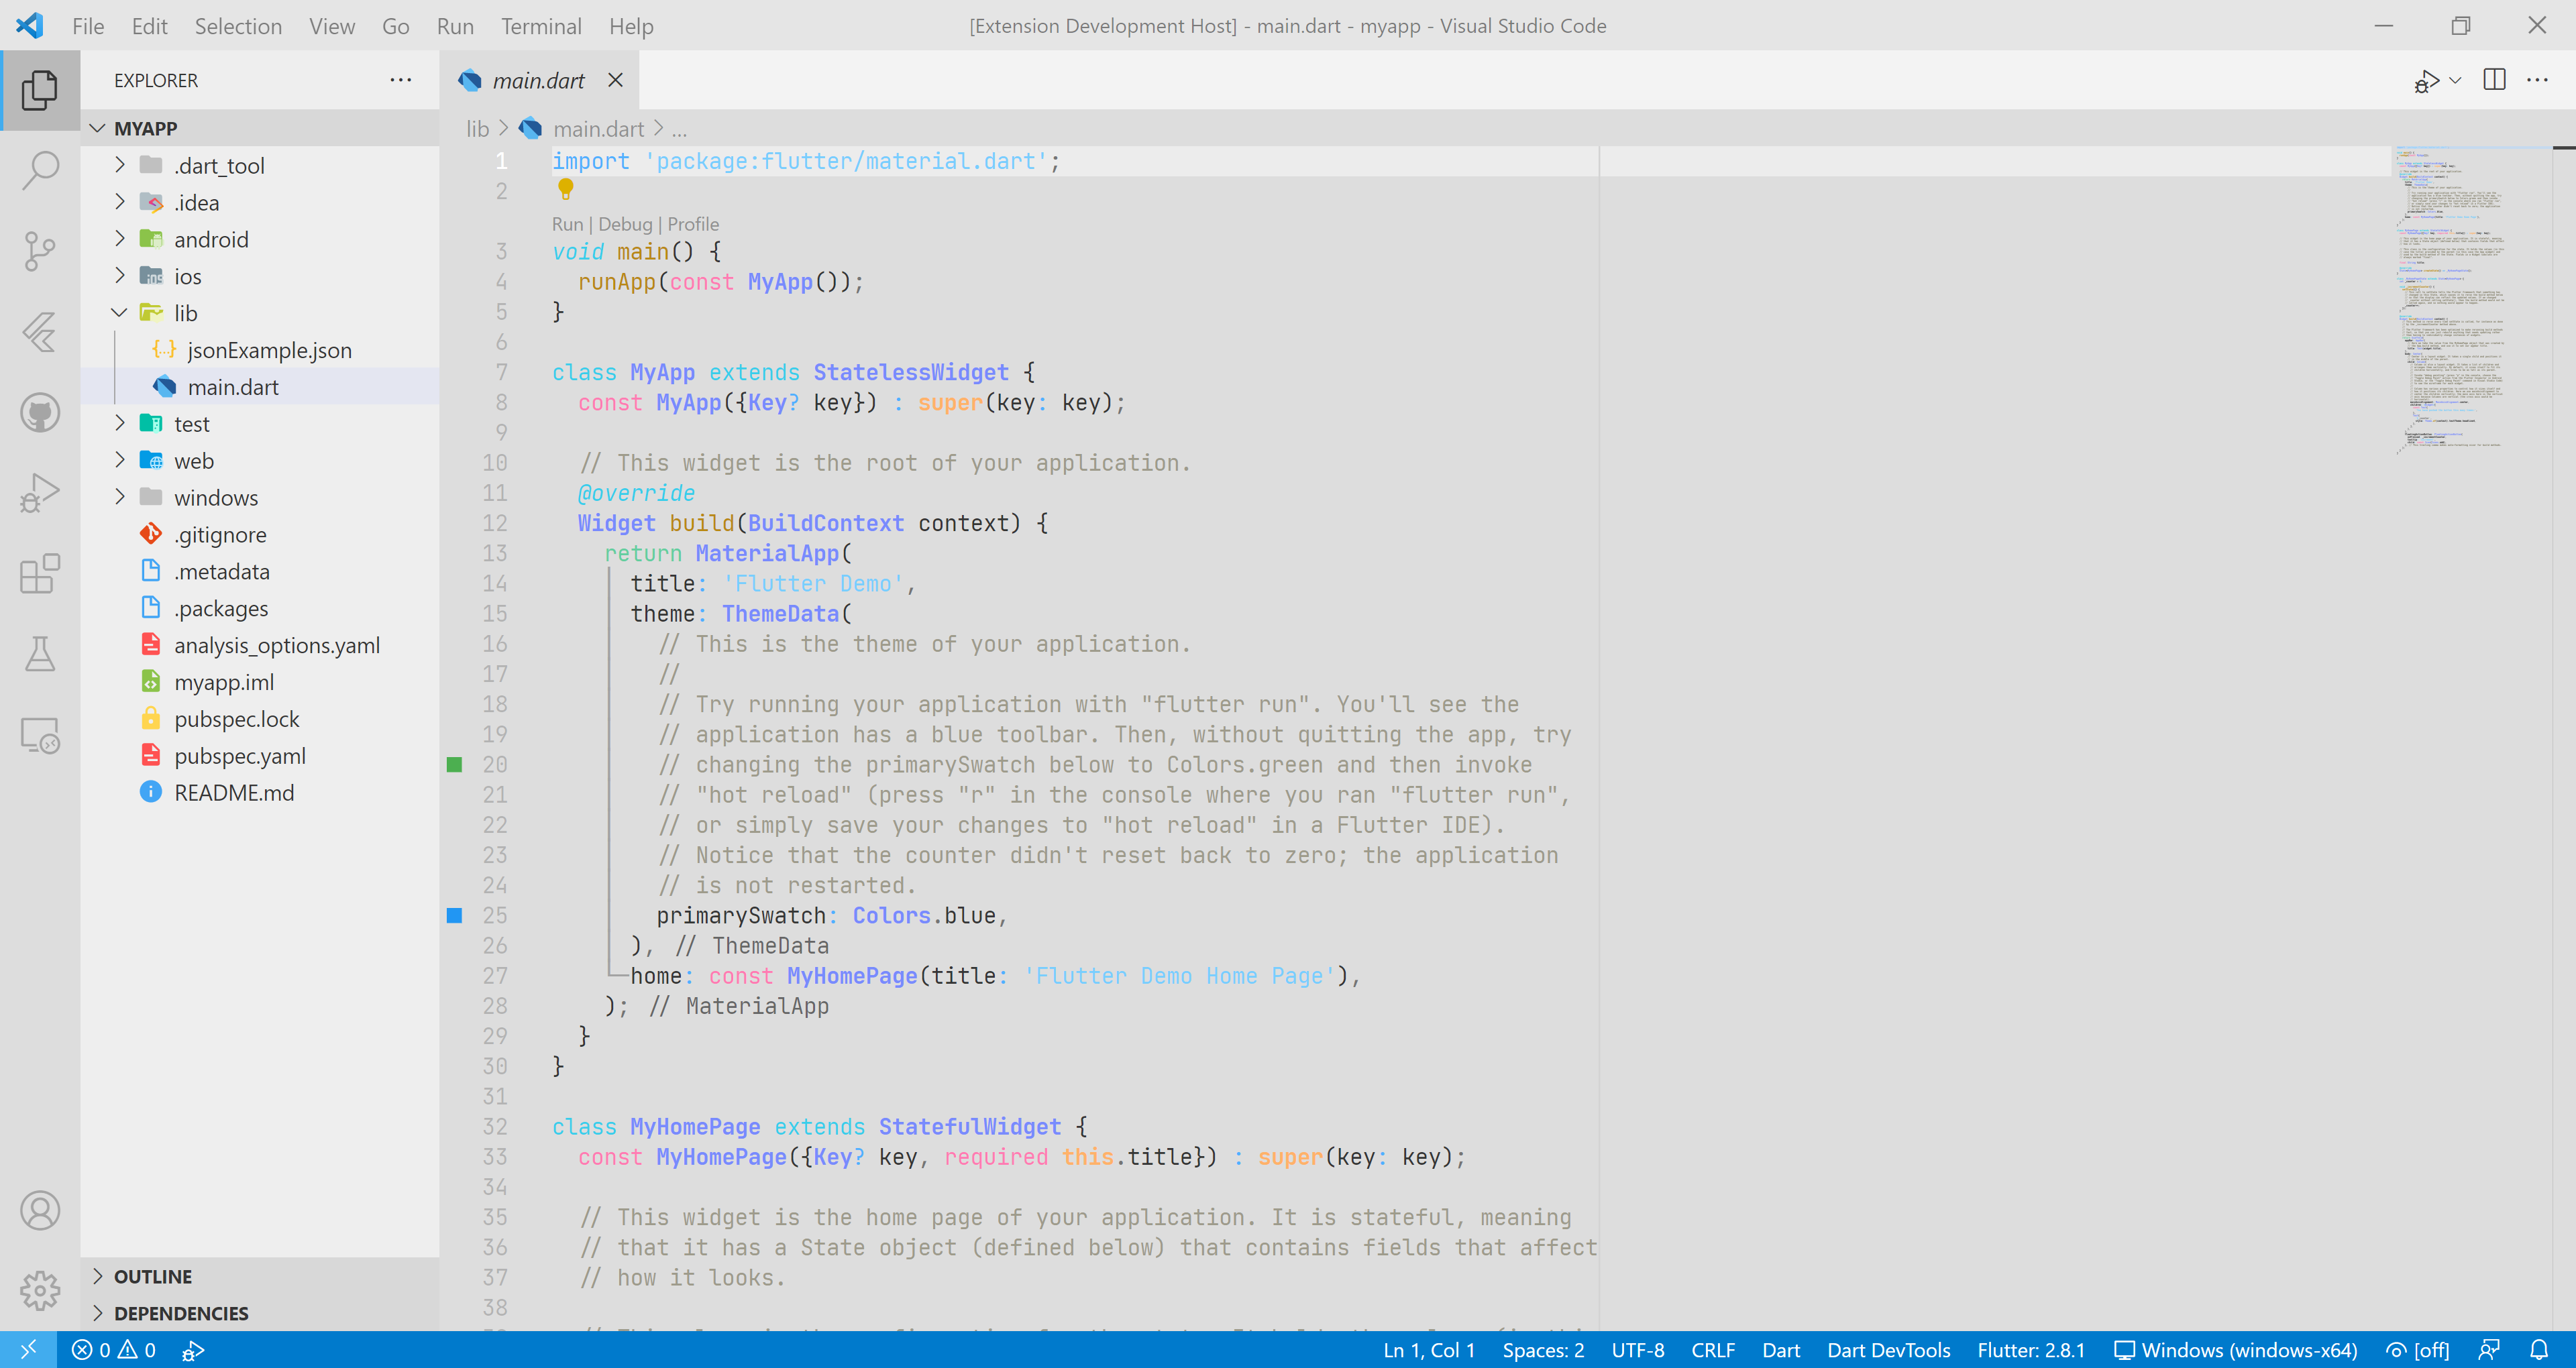 File Edit Selection View Go Run Terminal Help
[Extension Development Host] - main.dart - myapp - Visual Studio Code
EXPLORER
MYAPP
.dart_tool
.idea
android
ios
lib
jsonExample.json
main.dart
test
web
windows
.gitignore
.metadata
.packages
analysis_options.yaml
myapp.iml
pubspec.lock
pubspec.yaml
README.md
OUTLINE
DEPENDENCIES
main.dart
lib > main.dart > ...
1 import 'package:flutter/material.dart';
2
Run | Debug | Profile
3 void main() {
4 runApp(const MyApp());
5 }
6
7 class MyApp extends StatelessWidget {
8 const MyApp({Key? key}) : super(key: key);
9
10 // This widget is the root of your application.
11 @override
12 Widget build(BuildContext context) {
13 return MaterialApp(
14 title: 'Flutter Demo',
15 theme: ThemeData(
16 // This is the theme of your application.
17 //
18 // Try running your application with "flutter run". You'll see the
19 // application has a blue toolbar. Then, without quitting the app, try
20 // changing the primarySwatch below to Colors.green and then invoke
21 // "hot reload" (press "r" in the console where you ran "flutter run",
22 // or simply save your changes to "hot reload" in a Flutter IDE).
23 // Notice that the counter didn't reset back to zero; the application
24 // is not restarted.
25 primarySwatch: Colors.blue,
26 ), // ThemeData
27 home: const MyHomePage(title: 'Flutter Demo Home Page'),
28 ); // MaterialApp
29 }
30 }
31
32 class MyHomePage extends StatefulWidget {
33 const MyHomePage({Key? key, required this.title}) : super(key: key);
34
35 // This widget is the home page of your application. It is stateful, meaning
36 // that it has a State object (defined below) that contains fields that affect
37 // how it looks.
38
0 0
Ln 1, Col 1 Spaces: 2 UTF-8 CRLF Dart Dart DevTools Flutter: 2.8.1 Windows (windows-x64) [off]